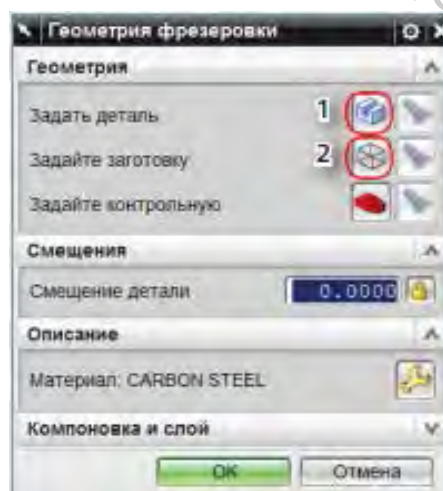 Геометрия фрезеровки
Геометрия
Задать деталь 1
Задайте заготовку 2
Задайте контрольную
Смещения
Смещение детали 0.0000
Описание
Материал: CARBON STEEL
Компоновка и слой
OK Отмена